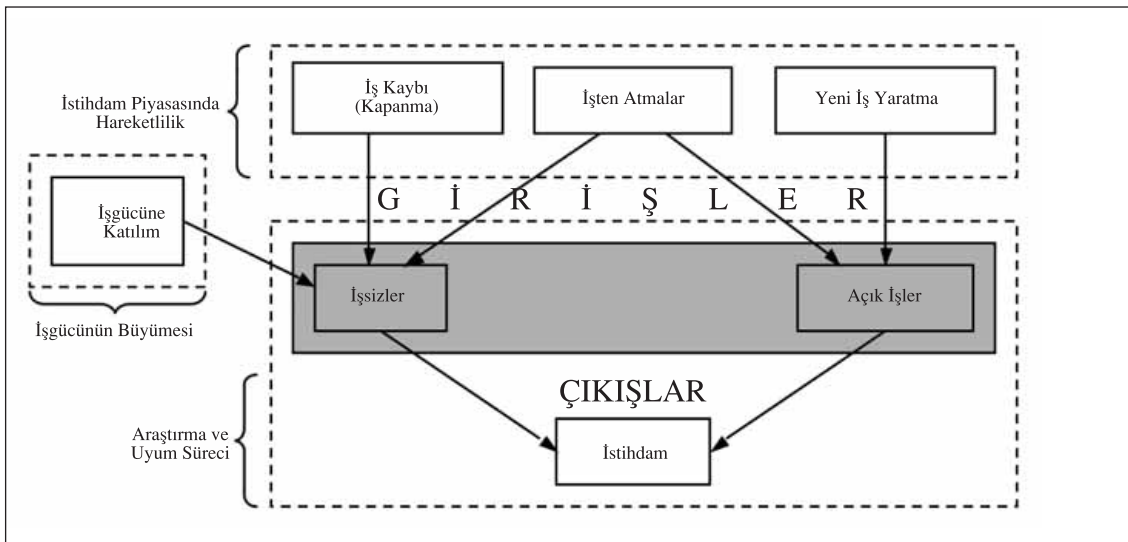 İstihdam Piyasasında
Hareketlilik
İş Kaybı
(Kapanma)
İşten Atmalar
Yeni İş Yaratma
G İ R İ Ş L E R
İşgücüne
Katılım
İşgücünün Büyümesi
İşsizler
Açık İşler
ÇIKIŞLAR
Araştırma ve
Uyum Süreci
İstihdam